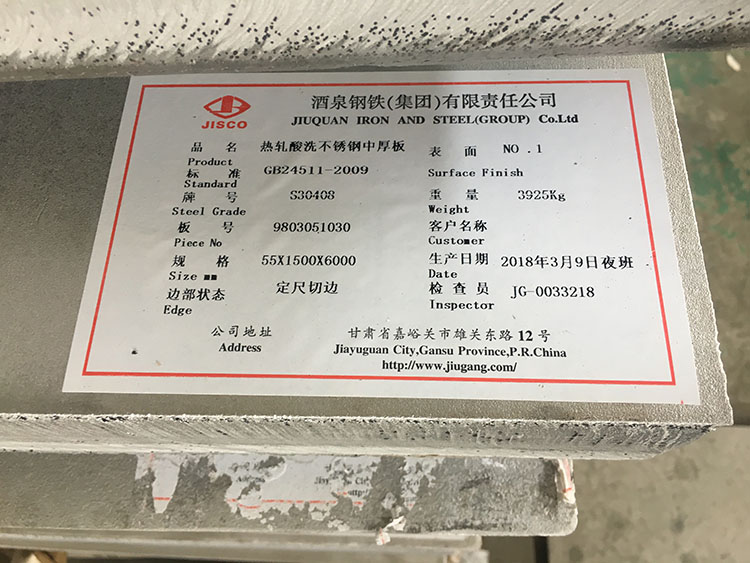 酒泉钢铁(集团)有限责任公司
JISCO
JIUQUAN IRON AND STEEL(GROUP) Co.Ltd
品 名 热轧酸洗不锈钢中厚板 表 面 NO .1
Product Surface Finish
标 准 GB24511-2009
Standard
牌 号 S30408 重 量 3925Kg
Steel Grade Weight
板 号 9803051030 客户名称
Piece No Customer
规 格 55X1500X6000 生产日期 2018年3月9日夜班
Size Date
边部状态 定尺切边 检 查 员 JG-0033218
Edge Inspector
公司地址 甘肃省嘉峪关市雄关东路 12 号
Address Jiayuguan City,Gansu Province,P.R.China
http://www.jiugang.com/